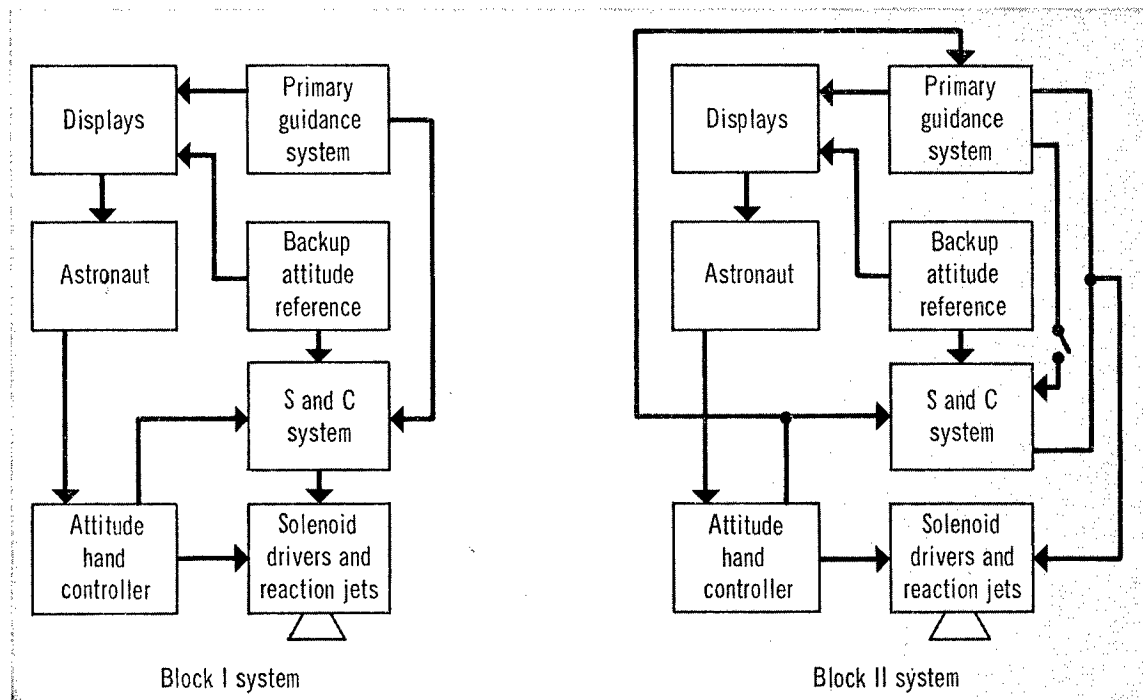 Displays
Primary
guidance
system
Astronaut
Backup
attitude
reference
S and C
system
Attitude
hand
controller
Solenoid
drivers and
reaction jets
Block I system
Displays
Primary
guidance
system
Astronaut
Backup
attitude
reference
S and C
system
Attitude
hand
controller
Solenoid
drivers and
reaction jets
Block II system